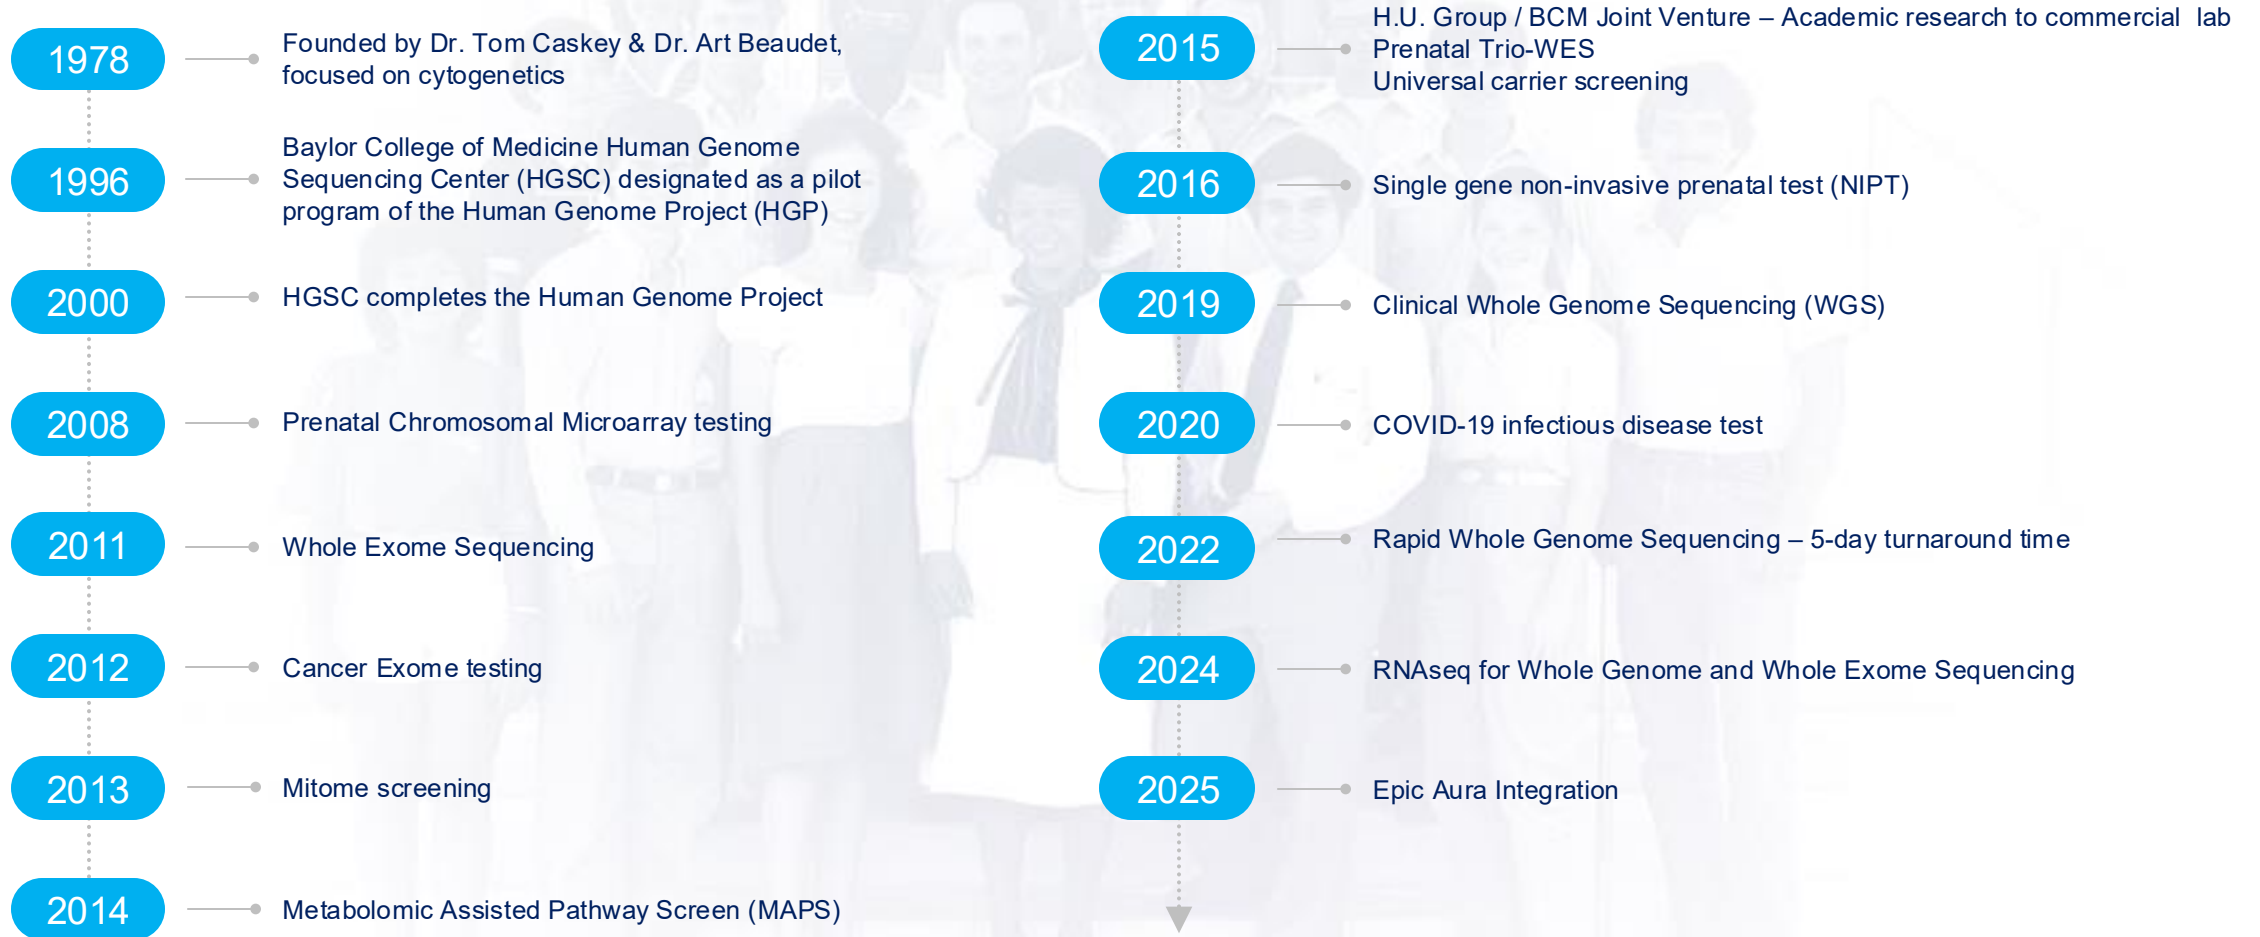 1978
Founded by Dr. Tom Caskey & Dr. Art Beaudet,
focused on cytogenetics
1996
Baylor College of Medicine Human Genome
Sequencing Center (HGSC) designated as a pilot
program of the Human Genome Project (HGP)
2000
HGSC completes the Human Genome Project
2008
Prenatal Chromosomal Microarray testing
2011
Whole Exome Sequencing
2012
Cancer Exome testing
2013
Mitome screening
2014
Metabolomic Assisted Pathway Screen (MAPS)
2015
H.U. Group / BCM Joint Venture – Academic research to commercial lab
Prenatal Trio-WES
Universal carrier screening
2016
Single gene non-invasive prenatal test (NIPT)
2019
Clinical Whole Genome Sequencing (WGS)
2020
COVID-19 infectious disease test
2022
Rapid Whole Genome Sequencing – 5-day turnaround time
2024
RNAseq for Whole Genome and Whole Exome Sequencing
2025
Epic Aura Integration